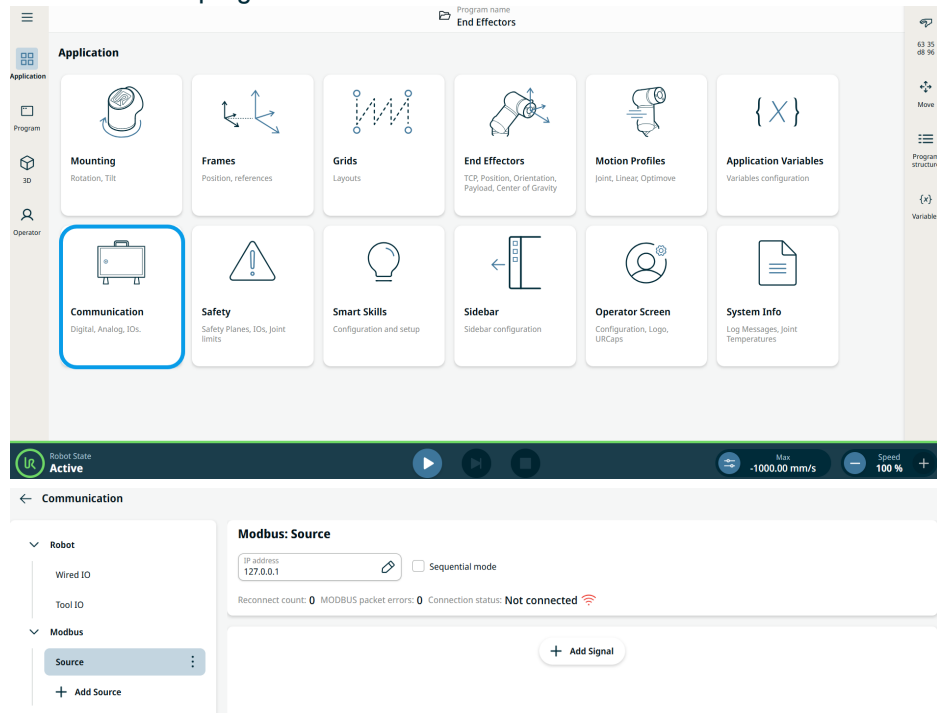 Program name
End Effectors
Application
63 35
d8 96
Application
Move
Program
Mounting
Rotation, Tilt
Frames
Position, references
Grids
Layouts
End Effectors
TCP, Position, Orientation,
Payload, Center of Gravity
Motion Profiles
Joint, Linear, Optimove
{ X }
Application Variables
Variables configuration
Program
structure
3D
{x}
Variable
Operator
Communication
Digital, Analog, IOs.
Safety
Safety Planes, IOs, Joint
limits
Smart Skills
Configuration and setup
Sidebar
Sidebar configuration
Operator Screen
Configuration, Logo,
URCaps
System Info
Log Messages, Joint
Temperatures
UR
Robot State
Active
Max
-1000.00 mm/s
Speed
100 %
Communication
Robot
Wired IO
Tool IO
Modbus
Source
Add Source
Modbus: Source
IP address
127.0.0.1
Sequential mode
Reconnect count: 0 MODBUS packet errors: 0 Connection status: Not connected
Add Signal